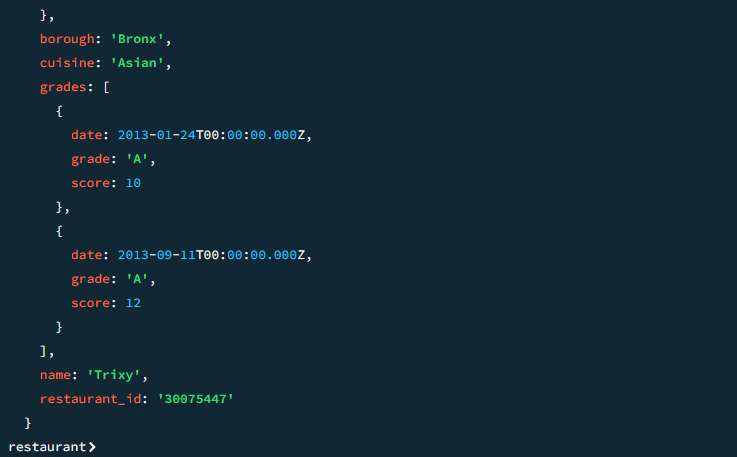 },
borough: 'Bronx',
cuisine: 'Asian',
grades: [
{
date: 2013-01-24T00:00:00.000Z,
grade: 'A',
score: 10
},
{
date: 2013-09-11T00:00:00.000Z,
grade: 'A',
score: 12
}
],
name: 'Trixy',
restaurant_id: '30075447'
}
restaurant>